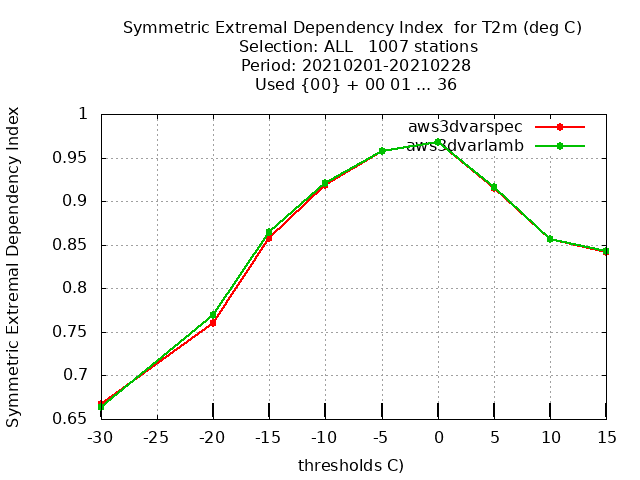 Symmetric Extremal Dependency Index  for T2m (deg C)
Selection: ALL   1007 stations
Period: 20210201-20210228
Used {00} + 00 01 ... 36
Symmetric Extremal Dependency Index
1
0.95
0.9
0.85
0.8
0.75
0.7
0.65
aws3dvarspec
aws3dvarlamb
-30 -25 -20 -15 -10 -5 0 5 10 15
thresholds C)